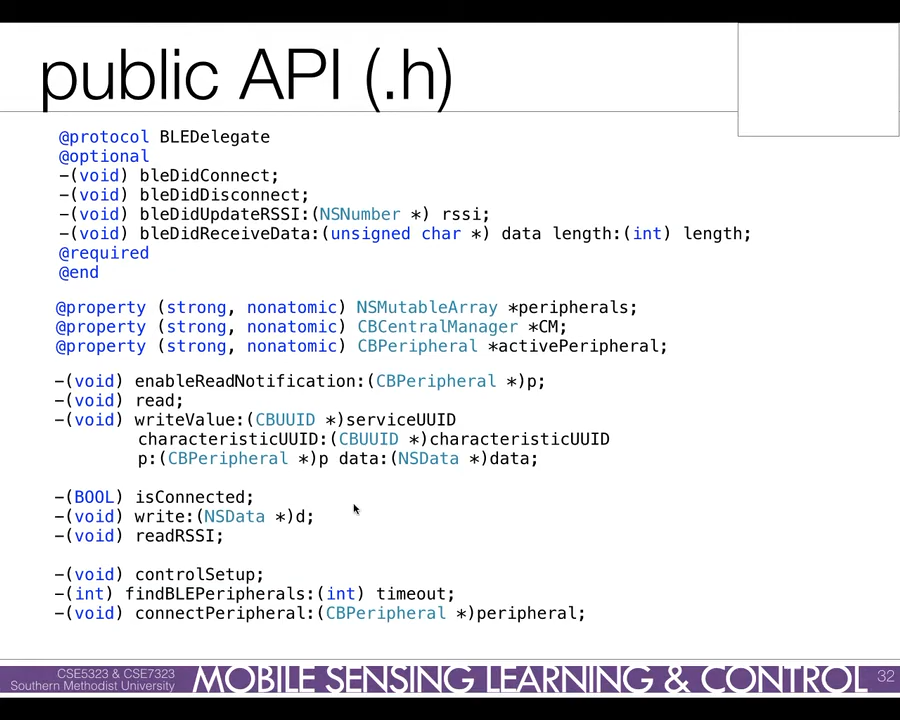 public API (.h)
@protocol BLEDelegate
@optional
-(void) bleDidConnect;
-(void) bleDidDisconnect;
-(void) bleDidUpdateRSSI:(NSNumber *) rssi;
-(void) bleDidReceiveData:(unsigned char *) data length:(int) length;
@required
@end
@property (strong, nonatomic) NSMutableArray *peripherals;
@property (strong, nonatomic) CBCentralManager *CM;
@property (strong, nonatomic) CBPeripheral *activePeripheral;
-(void) enableReadNotification:(CBPeripheral *)p;
-(void) read;
-(void) writeValue:(CBUUID *)serviceUUID
characteristicUUID:(CBUUID *)characteristicUUID
p:(CBPeripheral *)p data:(NSData *)data;
-(BOOL) isConnected;
-(void) write:(NSData *)d;
-(void) readRSSI;
-(void) controlSetup;
-(int) findBLEPeripherals:(int) timeout;
-(void) connectPeripheral:(CBPeripheral *)peripheral;
CSE5323 & CSE7323
Southern Methodist University
MOBILE SENSING LEARNING & CONTROL
32